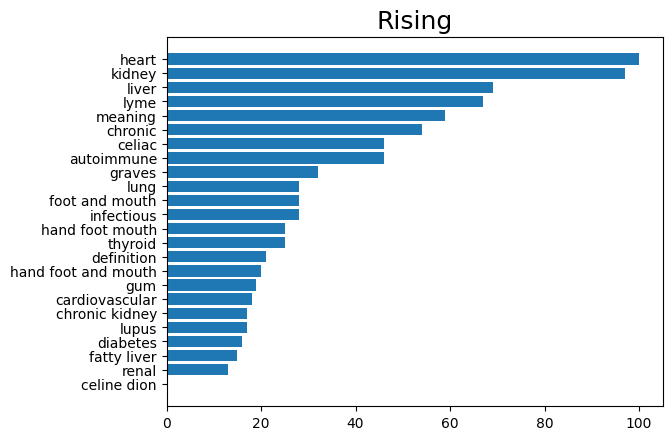 Rising
heart
kidney
liver
lyme
meaning
chronic
celiac
autoimmune
graves
lung
foot and mouth
infectious
hand foot mouth
thyroid
definition
hand foot and mouth
gum
cardiovascular
chronic kidney
lupus
diabetes
fatty liver
renal
celine dion
0 20 40 60 80 100